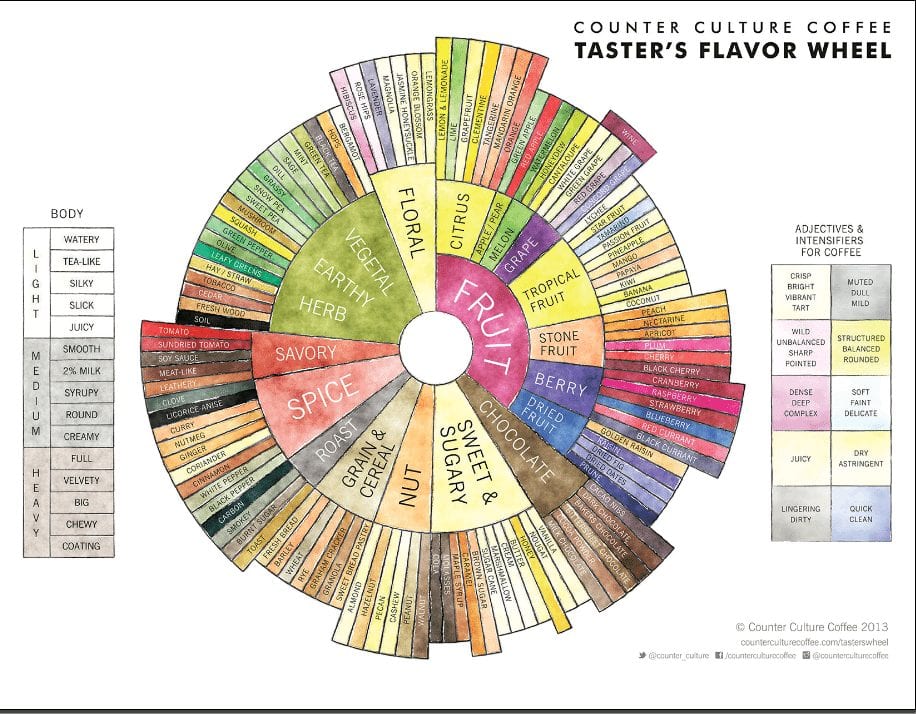 COUNTER CULTURE COFFEE
TASTER'S FLAVOR WHEEL
BODY
LIGHT
WATERY
TEA-LIKE
SILKY
SLICK
JUICY
MEDIUM
SMOOTH
2% MILK
SYRUPY
ROUND
CREAMY
HEAVY
FULL
VELVETY
BIG
CHEWY
COATING
FLORAL
HIBISCUS
BERGAMOT
ROSE HIPS
LAVENDER
MAGNOLIA
JASMINE HONEYSUCKLE
ORANGE BLOSSOM
LEMONGRASS
FRUIT
CITRUS
LEMON & LEMONADE
LIME
GRAPEFRUIT
CLEMENTINE
TANGERINE
MANDARIN ORANGE
ORANGE
APPLE / PEAR
GREEN APPLE
RED APPLE
MELON
WATERMELON
HONEYDEW
CANTALOUPE
GRAPE
WHITE GRAPE
GREEN GRAPE
RED GRAPE
CONCORD GRAPE
WINE
TROPICAL
FRUIT
LYCHEE
STAR FRUIT
TAMARIND
PASSION FRUIT
PINEAPPLE
MANGO
PAPAYA
KIWI
BANANA
COCONUT
STONE
FRUIT
PEACH
NECTARINE
APRICOT
PLUM
CHERRY
BLACK CHERRY
BERRY
CRANBERRY
RASPBERRY
STRAWBERRY
BLUEBERRY
RED CURRANT
BLACK CURRANT
DRIED
FRUIT
GOLDEN RAISIN
RAISIN
DRIED FIG
DRIED DATES
PRUNE
CHOCOLATE
CACAO NIBS
DARK CHOCOLATE
BAKERS CHOCOLATE
BITTERSWEET CHOCOLATE
COCOA POWDER
MILK CHOCOLATE
SWEET &
SUGARY
VANILLA
NOUGAT
HONEY
BUTTER
CREAM
MARSHMALLOW
SUGAR CANE
BROWN SUGAR
CARAMEL
MAPLE SYRUP
MOLASSES
COLA
NUT
WALNUT
PEANUT
CASHEW
PECAN
HAZELNUT
ALMOND
GRAIN &
CEREAL
SWEET BREAD PASTRY
GRANOLA
GRAHAM CRACKER
RYE
WHEAT
BARLEY
FRESH BREAD
ROAST
TOAST
BURNT SUGAR
SMOKEY
CARBON
SPICE
BLACK PEPPER
WHITE PEPPER
CINNAMON
CORIANDER
GINGER
NUTMEG
CURRY
LICORICE-ANISE
CLOVE
SAVORY
LEATHERY
MEAT-LIKE
SOY SAUCE
SUNDRIED TOMATO
TOMATO
VEGETAL
EARTHY
HERB
SOIL
FRESH WOOD
CEDAR
TOBACCO
HAY / STRAW
LEAFY GREENS
OLIVE
GREEN PEPPER
SQUASH
MUSHROOM
SWEET PEA
SNOW PEA
GRASSY
DILL
SAGE
MINT
GREEN TEA
BLACK TEA
HOPS
ADJECTIVES &
INTENSIFIERS
FOR COFFEE
CRISP
BRIGHT
VIBRANT
TART
MUTED
DULL
MILD
WILD
UNBALANCED
SHARP
POINTED
STRUCTURED
BALANCED
ROUNDED
DENSE
DEEP
COMPLEX
SOFT
FAINT
DELICATE
JUICY
DRY
ASTRINGENT
LINGERING
DIRTY
QUICK
CLEAN
© Counter Culture Coffee 2013
counterculturecoffee.com/tasterswheel
@counter_culture /counterculturecoffee @counterculturecoffee